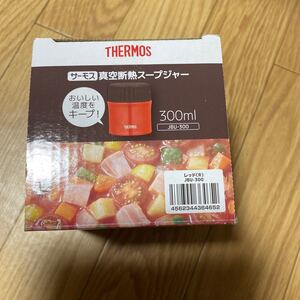 THERMOS
サーモス 真空断熱スープジャー
おいしい
温度を
キープ!
300ml
JBU-300
レッド(R)
JBU-300
4562344364652